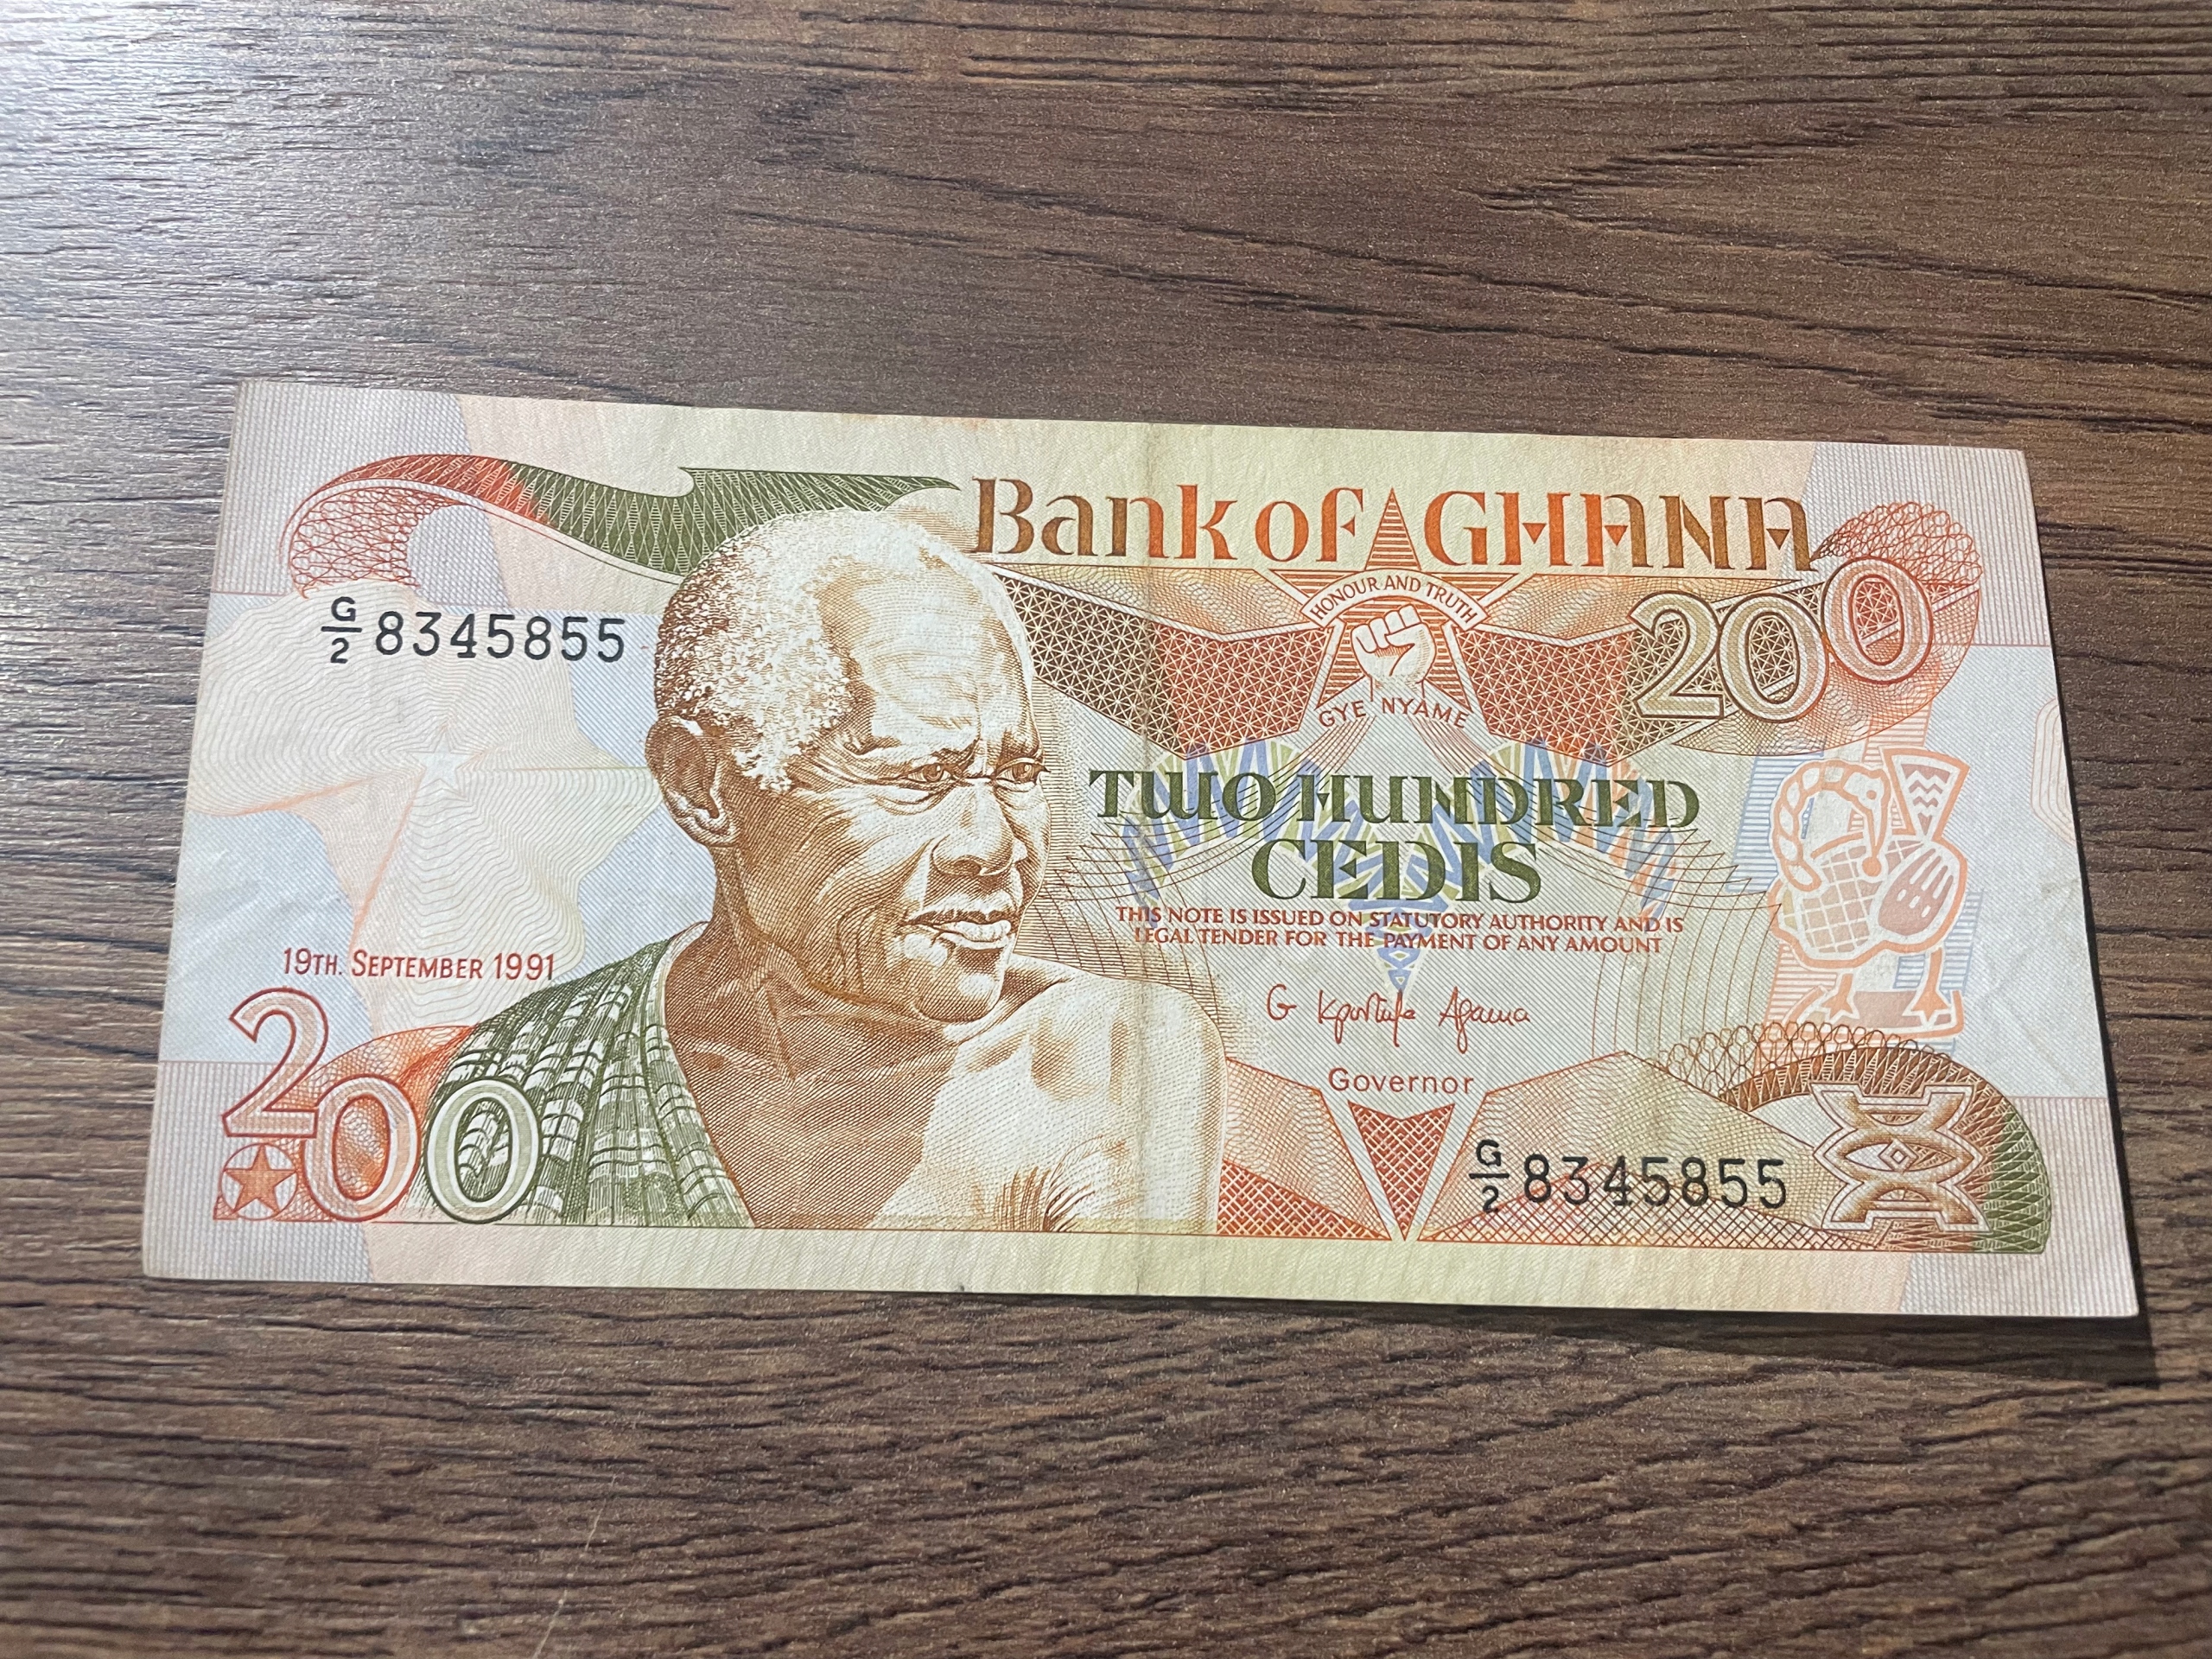 Bank of GHANA
HONOUR AND TRUTH
200
G/2 8345855
GYE NYAME
TWO HUNDRED
CEDIS
THIS NOTE IS ISSUED ON STATUTORY AUTHORITY AND IS
LEGAL TENDER FOR THE PAYMENT OF ANY AMOUNT
19TH. SEPTEMBER 1991
200
Governor
G/2 8345855